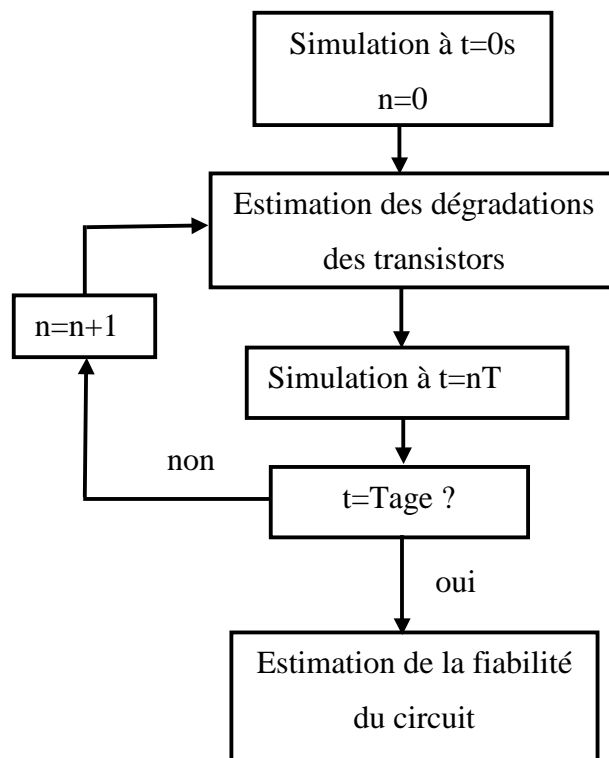 Simulation à t=0s
n=0
Estimation des dégradations
des transistors
n=n+1
Simulation à t=nT
non
t=Tage ?
oui
Estimation de la fiabilité
du circuit